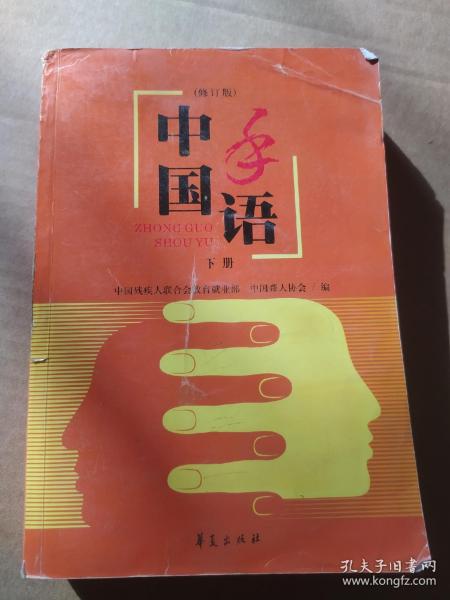 (修订版)
中国手语
ZHONG GUO
SHOU YU
下册
中国残疾人联合会教育就业部 中国聋人协会/编
华夏出版社
孔夫子旧书网
www.kongfz.com